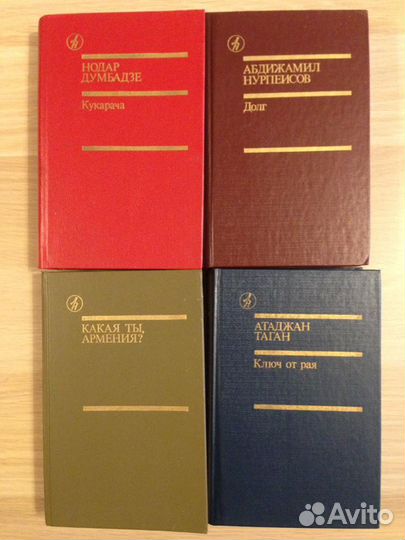 НОДАР
ДУМБАДЗЕ
Кукарача
АБДИЖАМИЛ
НУРПЕИСОВ
Долг
КАКАЯ ТЫ,
АРМЕНИЯ?
АТАДЖАН
ТАГАН
Ключ от рая
Avito